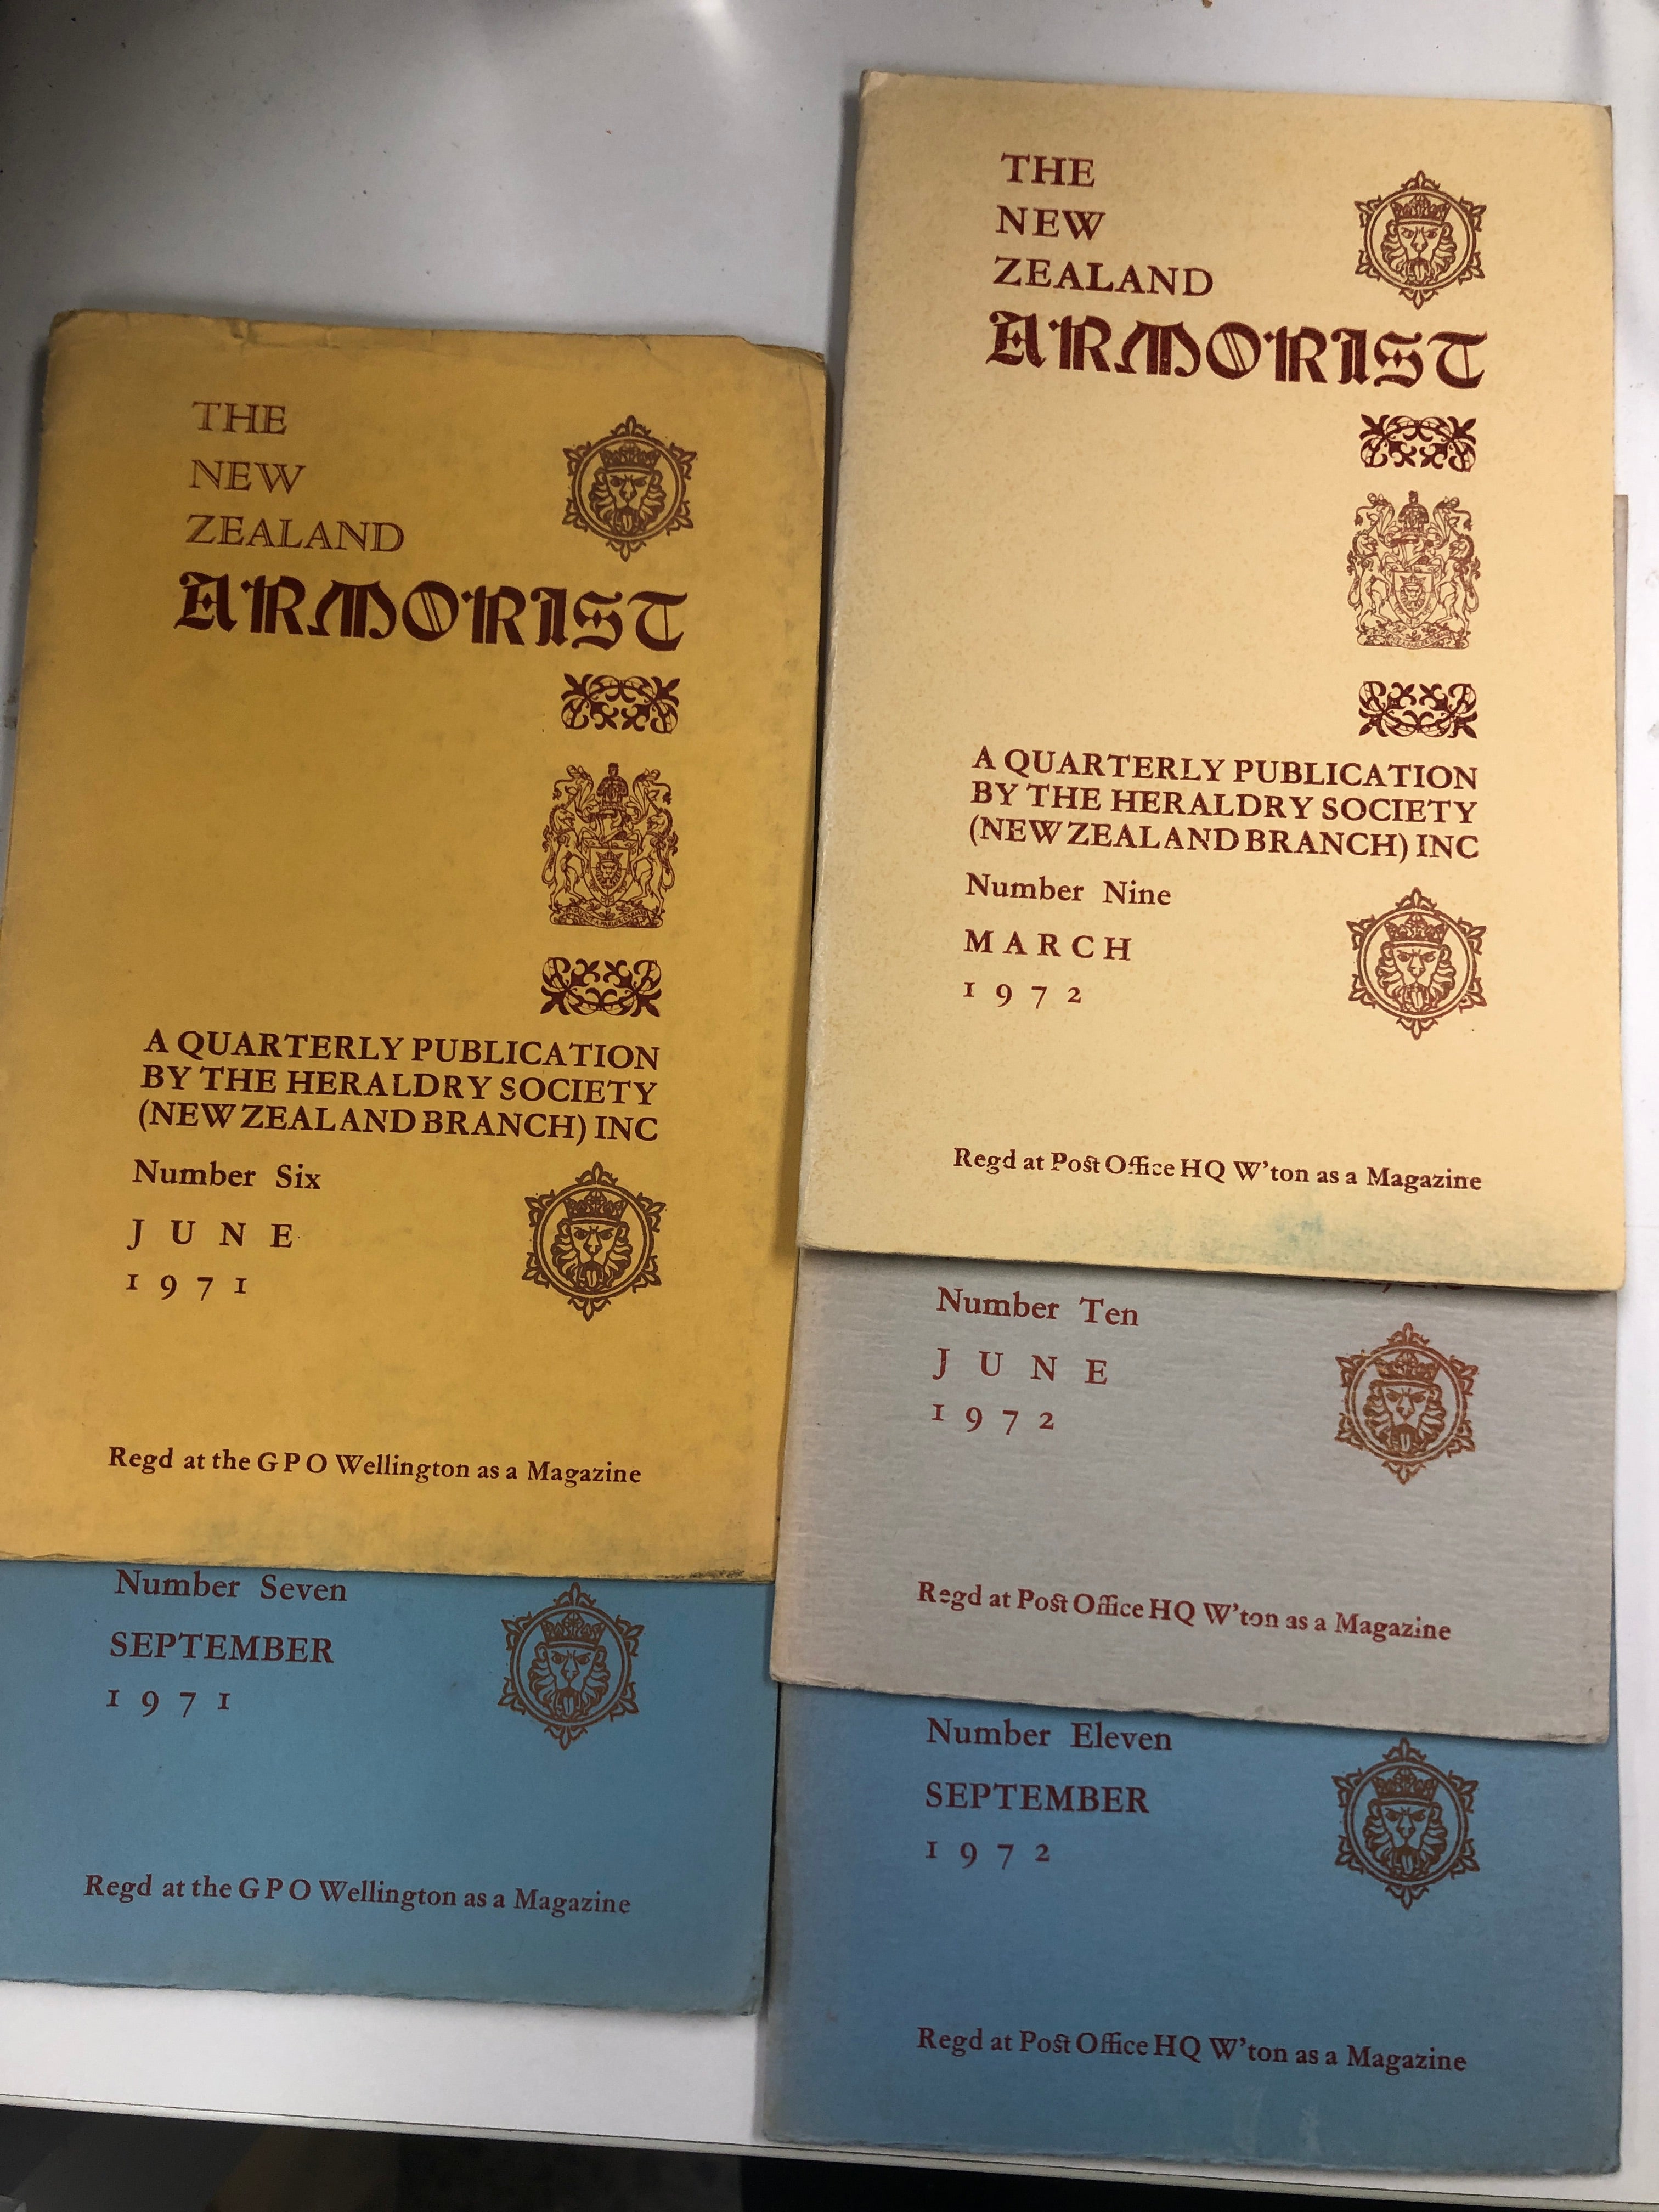 THE
NEW
ZEALAND
ARMORIST
A QUARTERLY PUBLICATION
BY THE HERALDRY SOCIETY
(NEW ZEALAND BRANCH) INC
Number Six
JUNE
1971
Regd at the GPO Wellington as a Magazine
Number Seven
SEPTEMBER
1971
Regd at the GPO Wellington as a Magazine
THE
NEW
ZEALAND
ARMORIST
A QUARTERLY PUBLICATION
BY THE HERALDRY SOCIETY
(NEW ZEALAND BRANCH) INC
Number Nine
MARCH
1972
Regd at Post Office HQ W'ton as a Magazine
Number Ten
JUNE
1972
Regd at Post Office HQ W'ton as a Magazine
Number Eleven
SEPTEMBER
1972
Regd at Post Office HQ W'ton as a Magazine